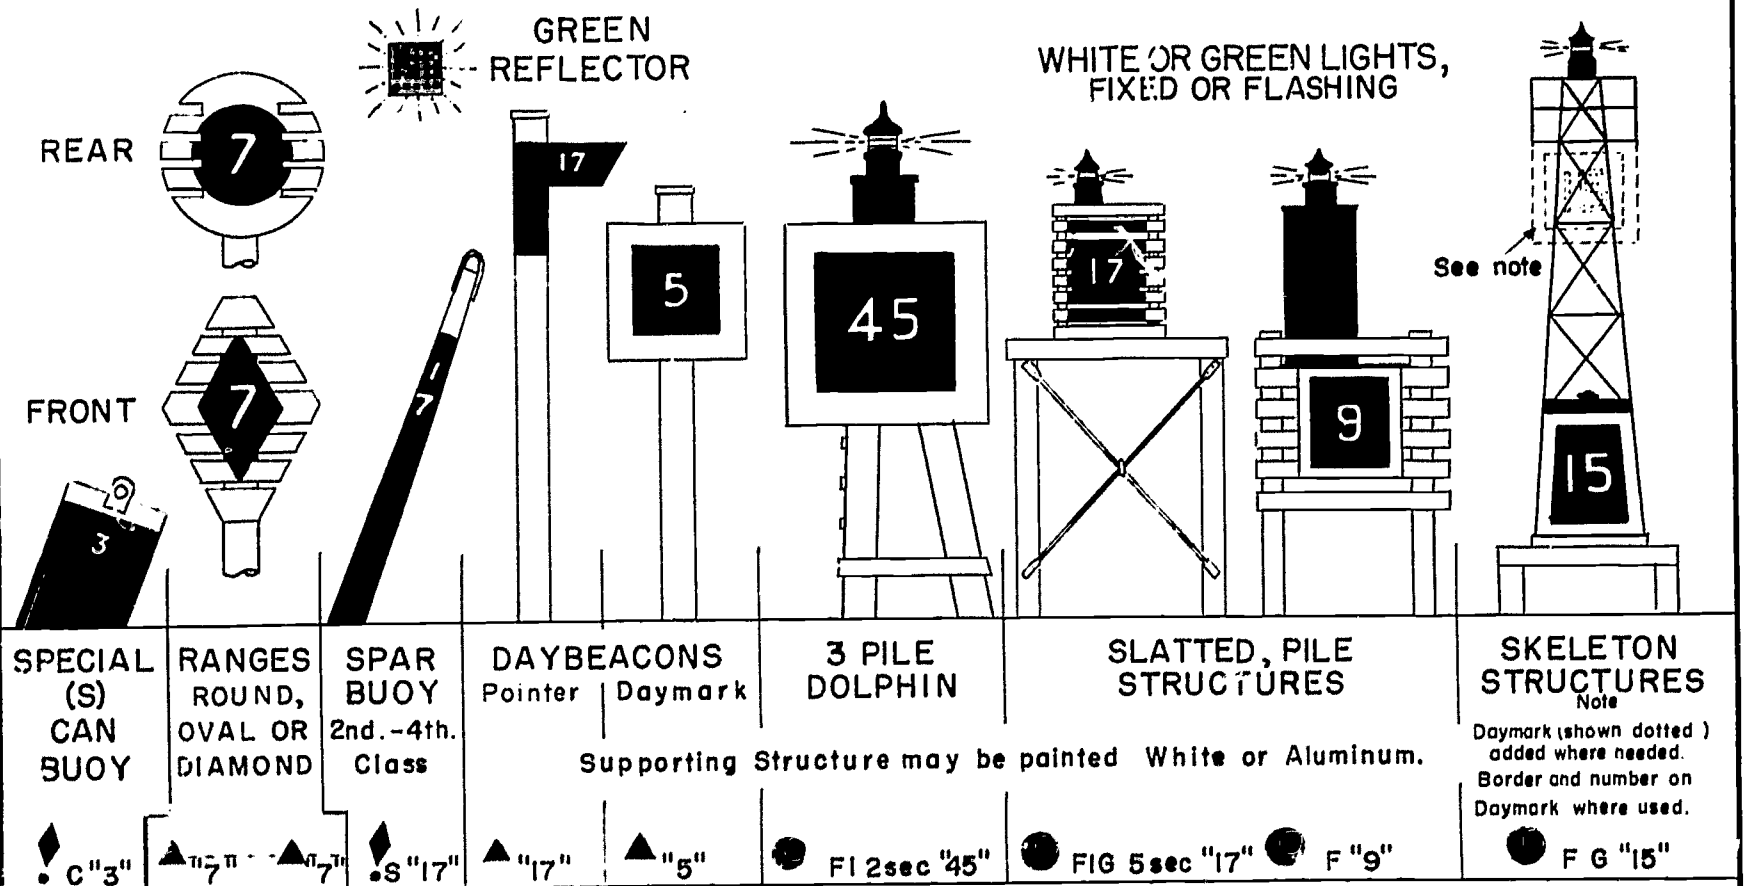 GREEN
REFLECTOR
WHITE OR GREEN LIGHTS,
FIXED OR FLASHING
REAR
7
17
5
45
17
See note
FRONT
7
17
9
15
3
SPECIAL
(S)
CAN
BUOY
C "3"
RANGES
ROUND,
OVAL OR
DIAMOND
"7"
7"
SPAR
BUOY
2nd.-4th.
Class
S "17"
DAYBEACONS
Pointer
Daymark
"17"
"5"
3 PILE
DOLPHIN
Fl 2sec "45"
SLATTED, PILE
STRUCTURES
Supporting Structure may be painted White or Aluminum.
FlG 5sec "17"
F "9"
SKELETON
STRUCTURES
Note
Daymark (shown dotted )
added where needed.
Border and number on
Daymark where used.
F G "15"